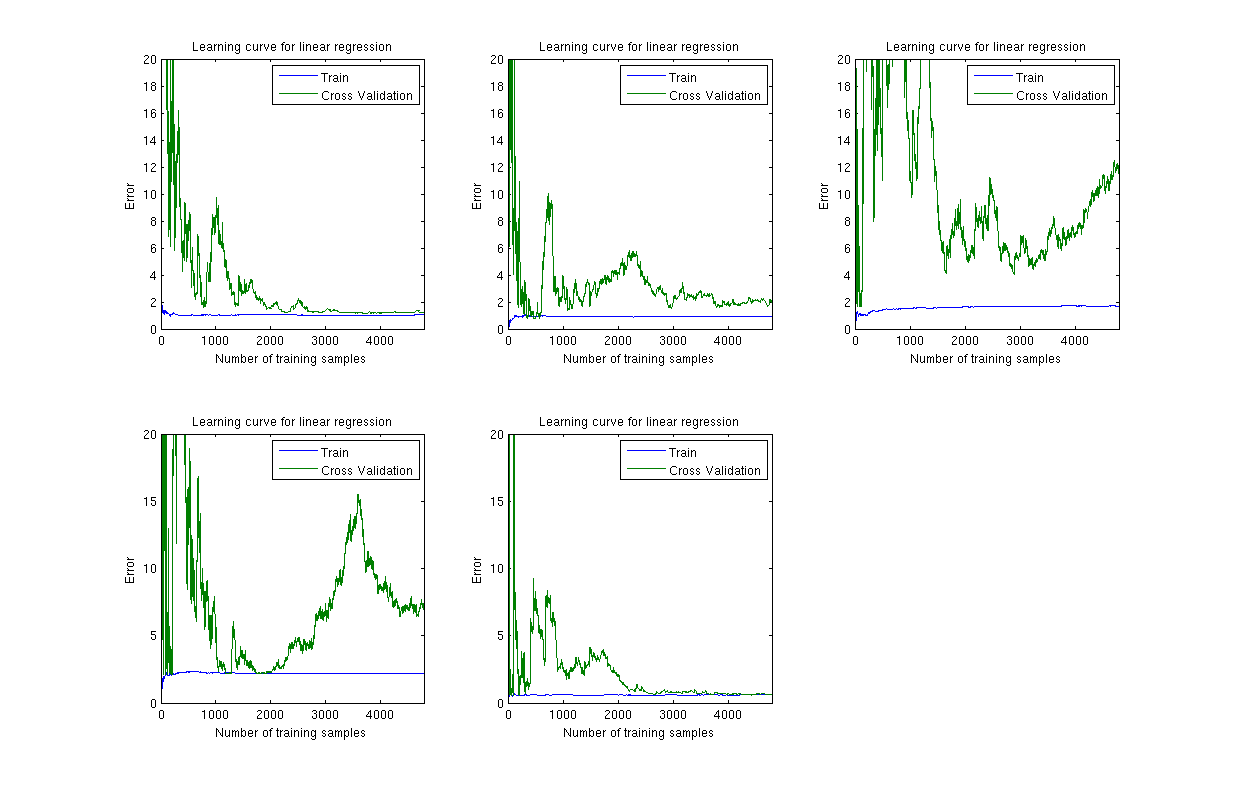 Learning curve for linear regression
20
18
16
14
12
10
8
6
4
2
0
Error
Train
Cross Validation
0 1000 2000 3000 4000
Number of training samples
Learning curve for linear regression
20
18
16
14
12
10
8
6
4
2
0
Error
Train
Cross Validation
0 1000 2000 3000 4000
Number of training samples
Learning curve for linear regression
20
18
16
14
12
10
8
6
4
2
0
Error
Train
Cross Validation
0 1000 2000 3000 4000
Number of training samples
Learning curve for linear regression
20
15
10
5
0
Error
Train
Cross Validation
0 1000 2000 3000 4000
Number of training samples
Learning curve for linear regression
20
15
10
5
0
Error
Train
Cross Validation
0 1000 2000 3000 4000
Number of training samples